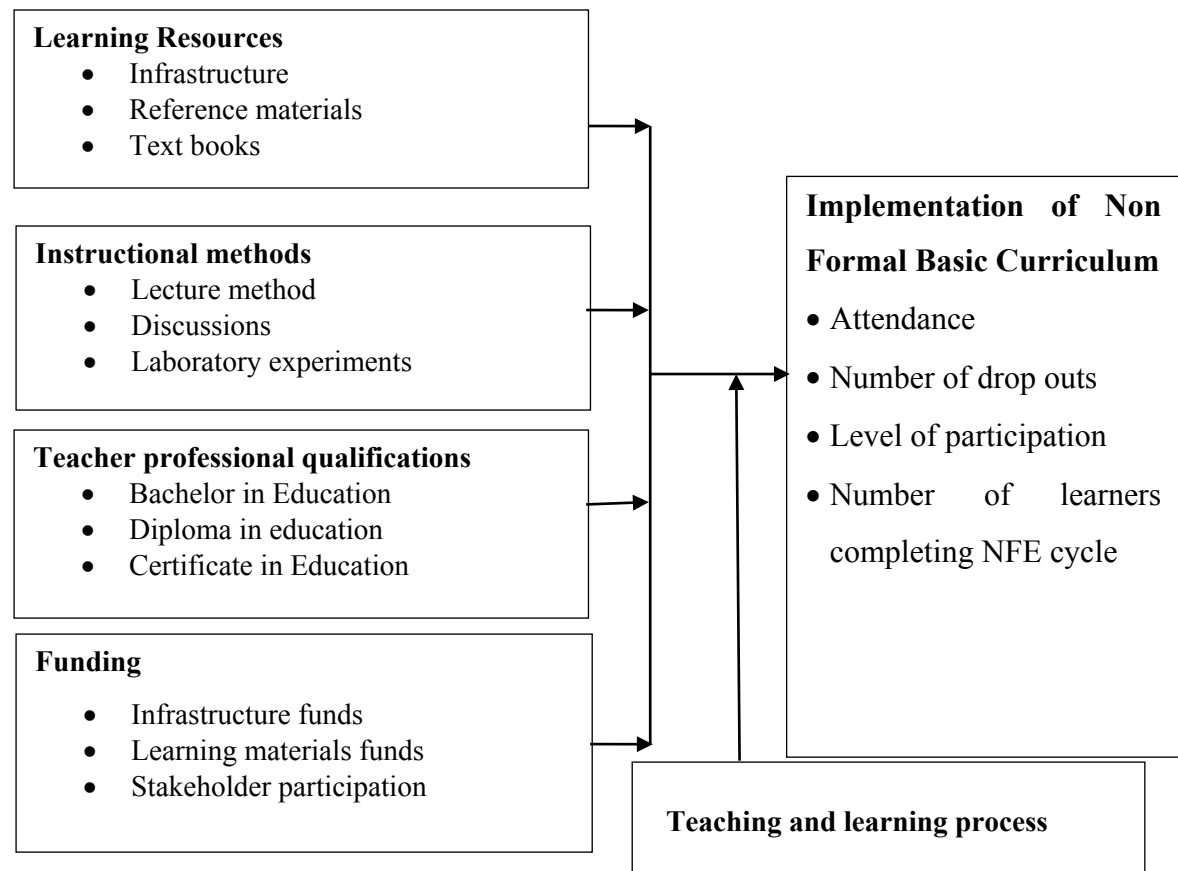 Learning Resources
• Infrastructure
• Reference materials
• Text books
Instructional methods
• Lecture method
• Discussions
• Laboratory experiments
Teacher professional qualifications
• Bachelor in Education
• Diploma in education
• Certificate in Education
Funding
• Infrastructure funds
• Learning materials funds
• Stakeholder participation
Implementation of Non
Formal Basic Curriculum
• Attendance
• Number of drop outs
• Level of participation
• Number of learners
completing NFE cycle
Teaching and learning process